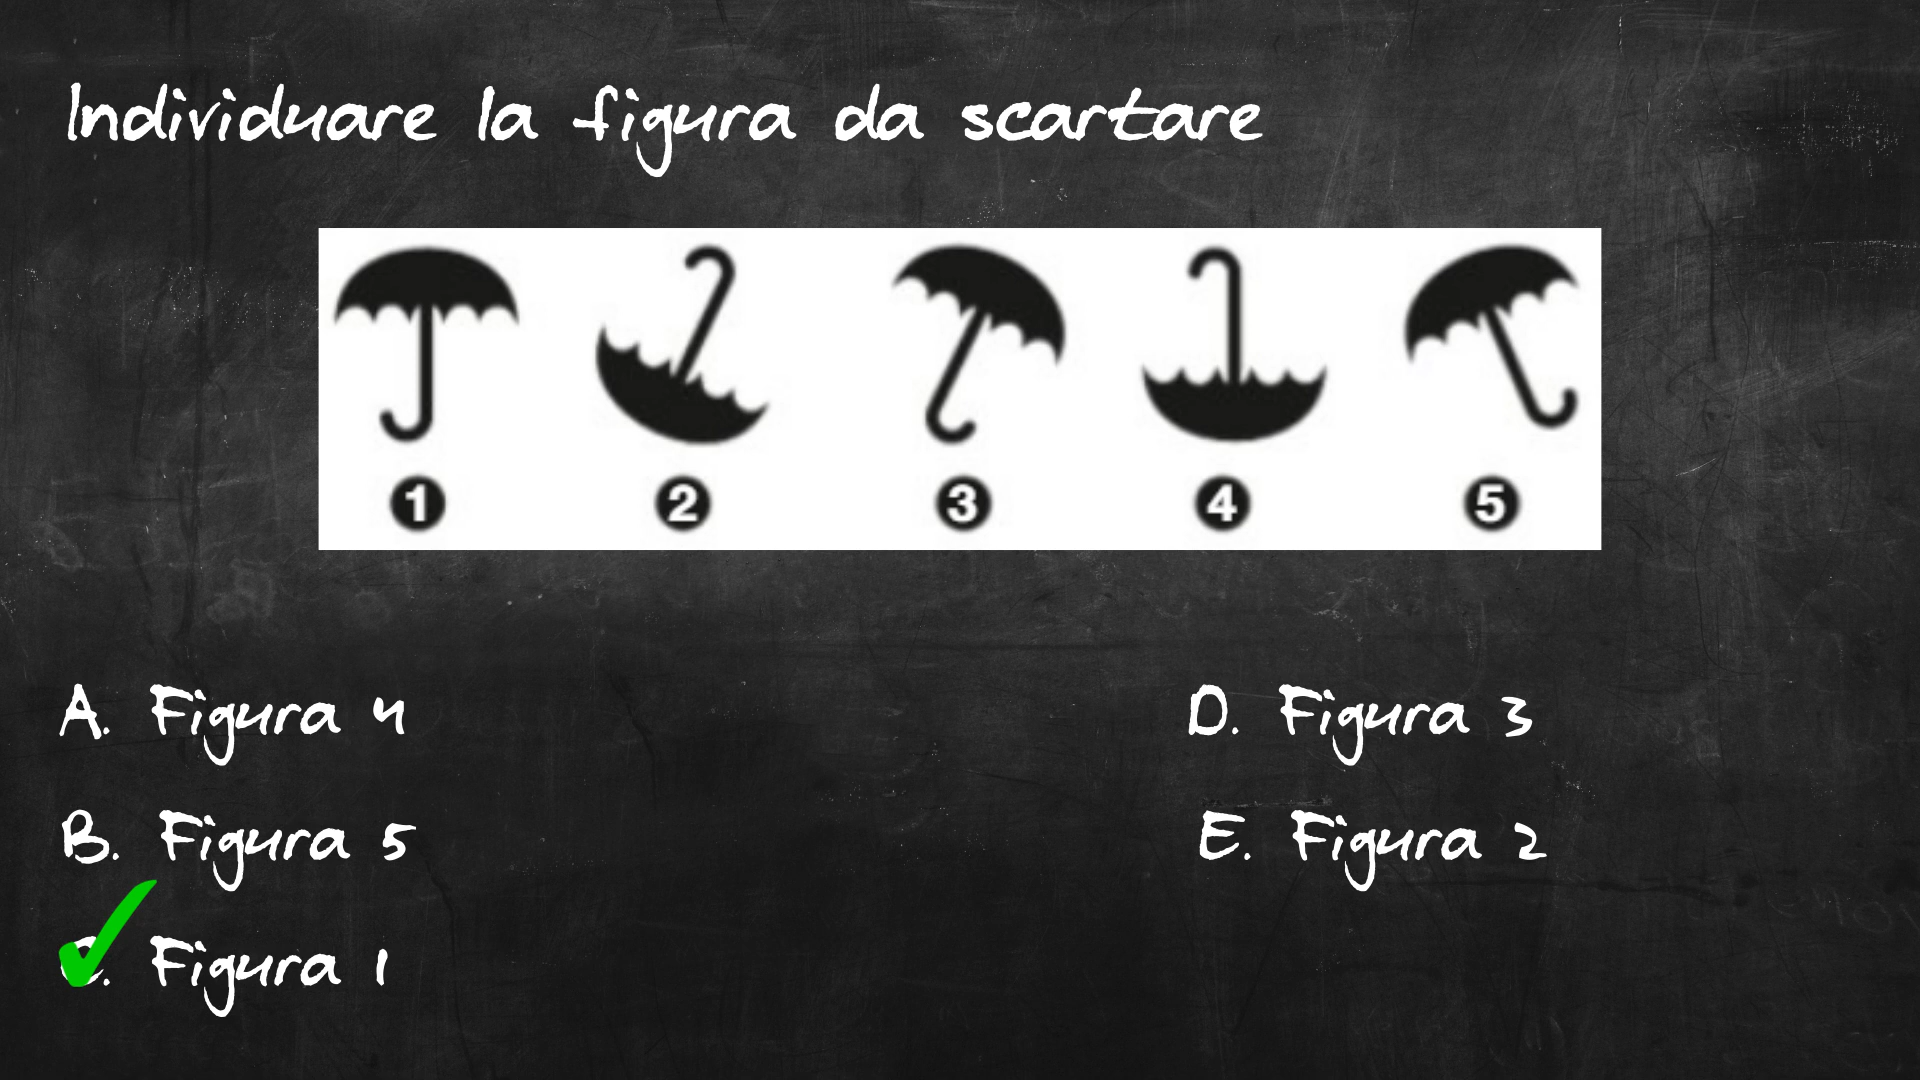 Individuare la figura da scartare
1 2 3 4 5
A. Figura 4
B. Figura 5
C. Figura 1
D. Figura 3
E. Figura 2